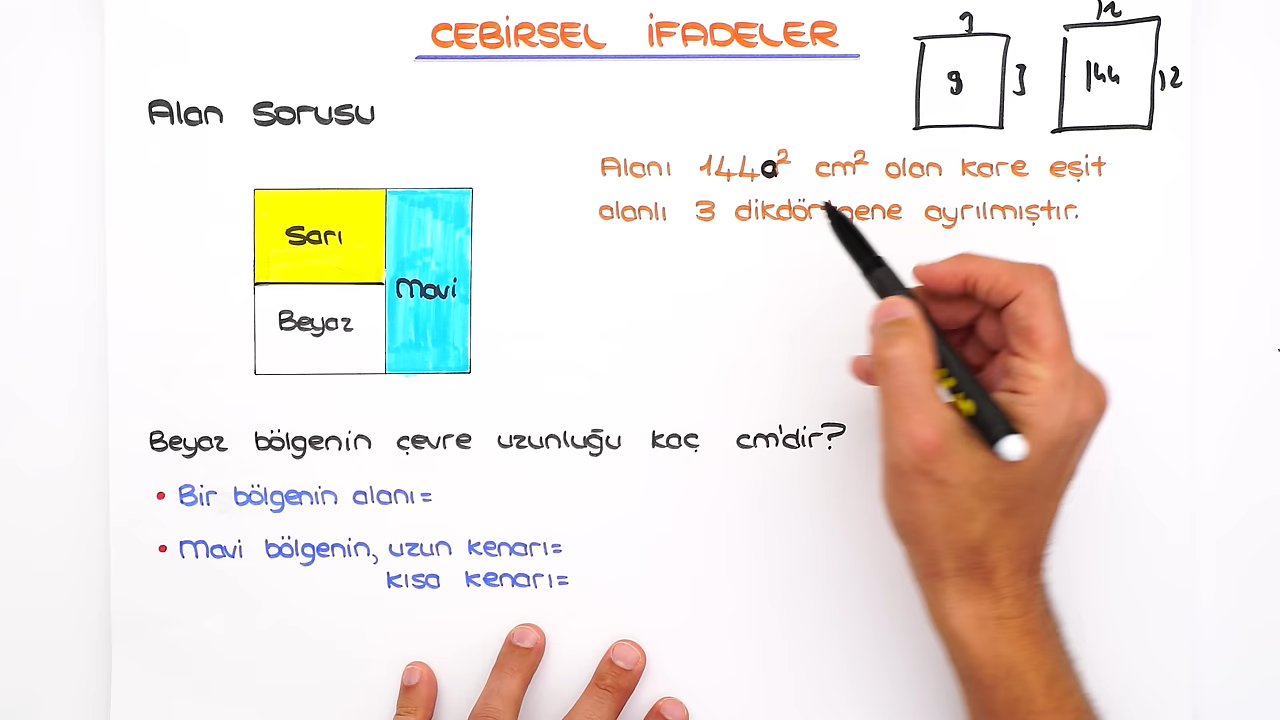 CEBİRSEL İFADELER
3
9
3
12
144
12
Alan Sorusu
Alanı 144a² cm² olan kare eşit
alanlı 3 dikdörtgene ayrılmıştır.
Sarı
Mavi
Beyaz
Beyaz bölgenin çevre uzunluğu kaç cm'dir?
• Bir bölgenin alanı=
• Mavi bölgenin, uzun kenarı=
kısa kenarı=